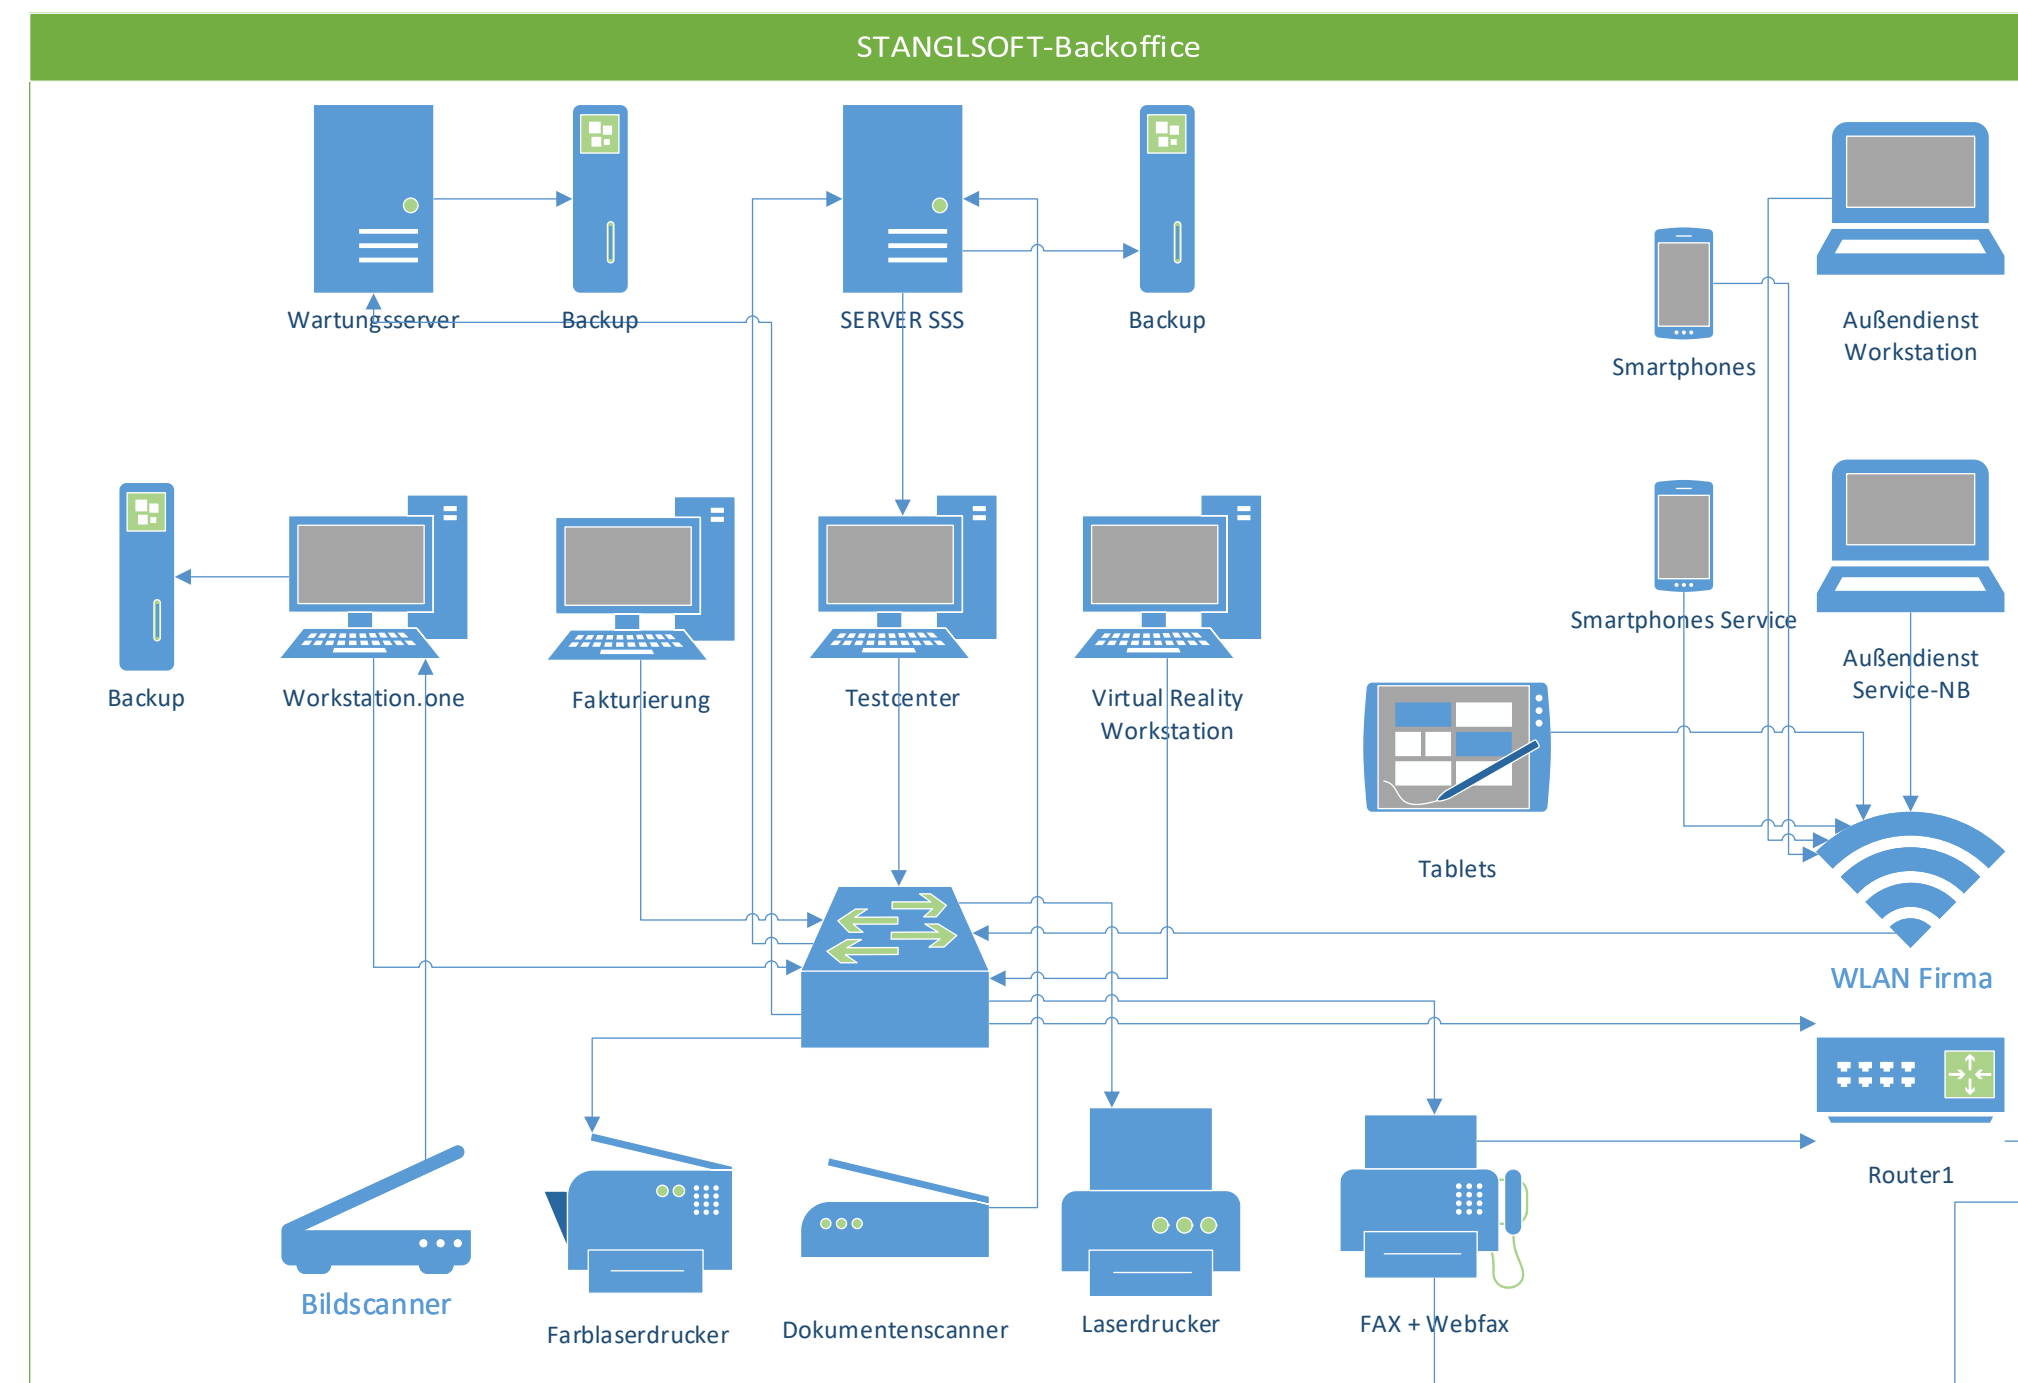 STANGLSOFT-Backoffice
Wartungsserver
Backup
SERVER SSS
Backup
Smartphones
Außendienst
Workstation
Backup
Workstation.one
Fakturierung
Testcenter
Virtual Reality
Workstation
Smartphones Service
Außendienst
Service-NB
Tablets
WLAN Firma
Router1
Bildscanner
Farblaserdrucker
Dokumentenscanner
Laserdrucker
FAX + Webfax